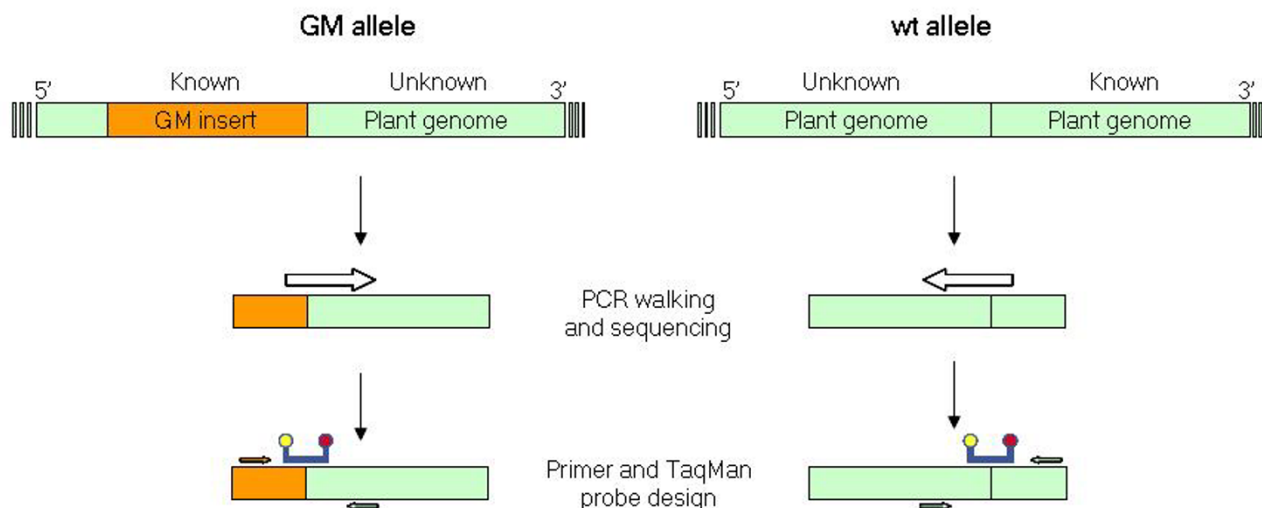 GM allele
wt allele
5’
Known
Unknown
3’
GM insert
Plant genome
5’
Unknown
Known
3’
Plant genome
Plant genome
PCR walking
and sequencing
Primer and TaqMan
probe design